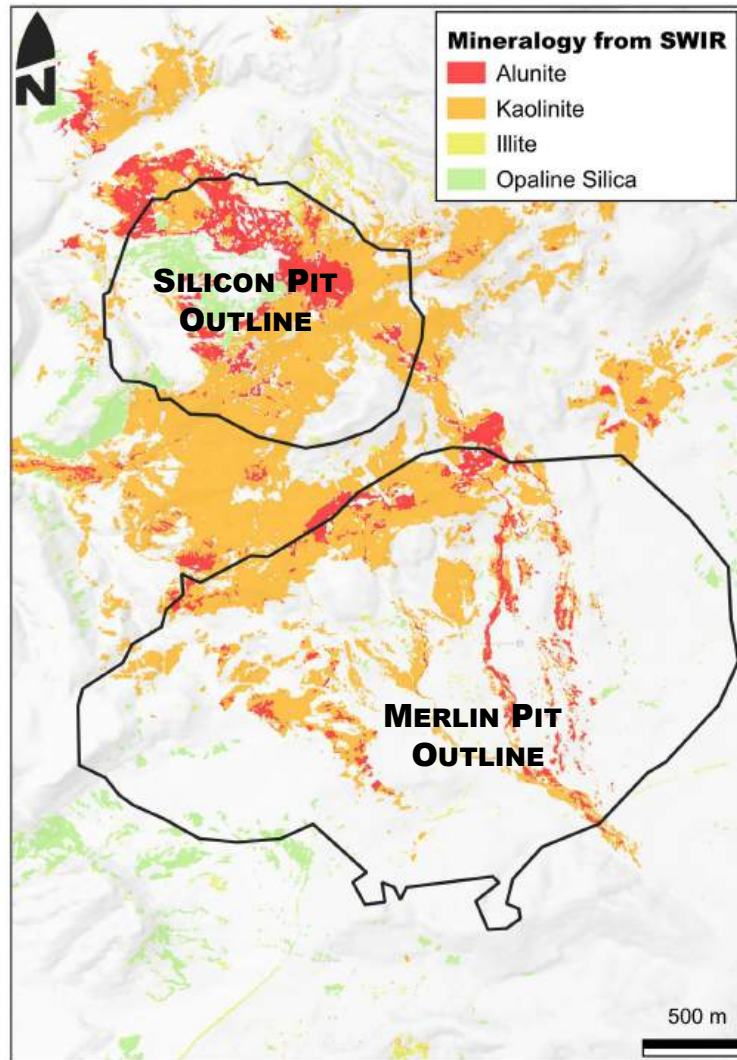 N
Mineralogy from SWIR
Alunite
Kaolinite
Illite
Opaline Silica
SILICON PIT
OUTLINE
MERLIN PIT
OUTLINE
500 m